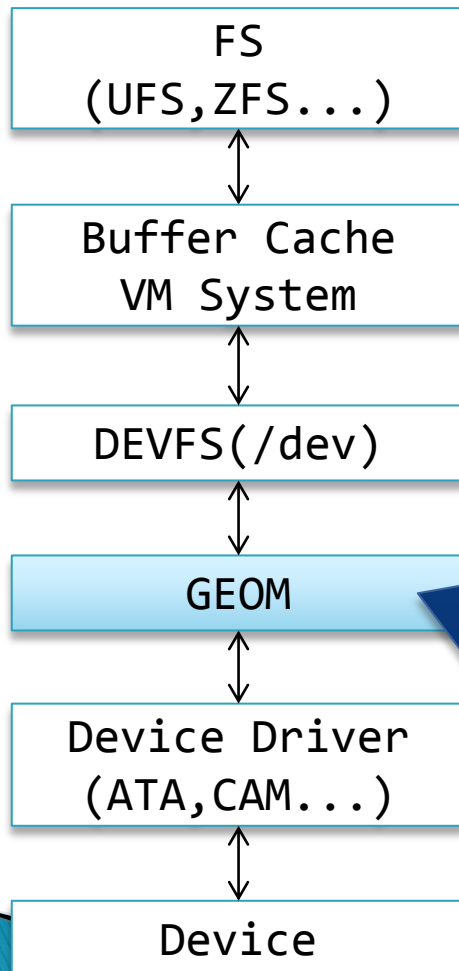 FS
(UFS,ZFS...)
Buffer Cache
VM System
DEVFS(/dev)
GEOM
Device Driver
(ATA,CAM...)
Device